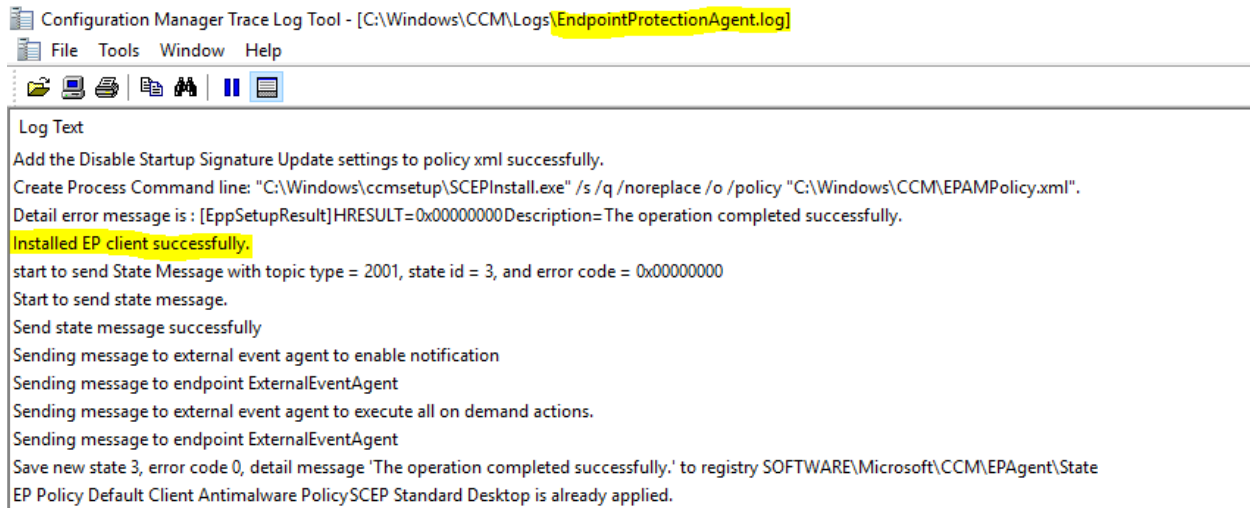 Configuration Manager Trace Log Tool - [C:\Windows\CCM\Logs\EndpointProtectionAgent.log]
File Tools Window Help
Log Text
Add the Disable Startup Signature Update settings to policy xml successfully.
Create Process Command line: "C:\Windows\ccmsetup\SCEPInstall.exe" /s /q /noreplace /o /policy "C:\Windows\CCM\EPAMPolicy.xml".
Detail error message is : [EppSetupResult]HRESULT=0x00000000Description=The operation completed successfully.
Installed EP client successfully.
start to send State Message with topic type = 2001, state id = 3, and error code = 0x00000000
Start to send state message.
Send state message successfully
Sending message to external event agent to enable notification
Sending message to endpoint ExternalEventAgent
Sending message to external event agent to execute all on demand actions.
Sending message to endpoint ExternalEventAgent
Save new state 3, error code 0, detail message 'The operation completed successfully.' to registry SOFTWARE\Microsoft\CCM\EPAgent\State
EP Policy Default Client Antimalware PolicySCEP Standard Desktop is already applied.